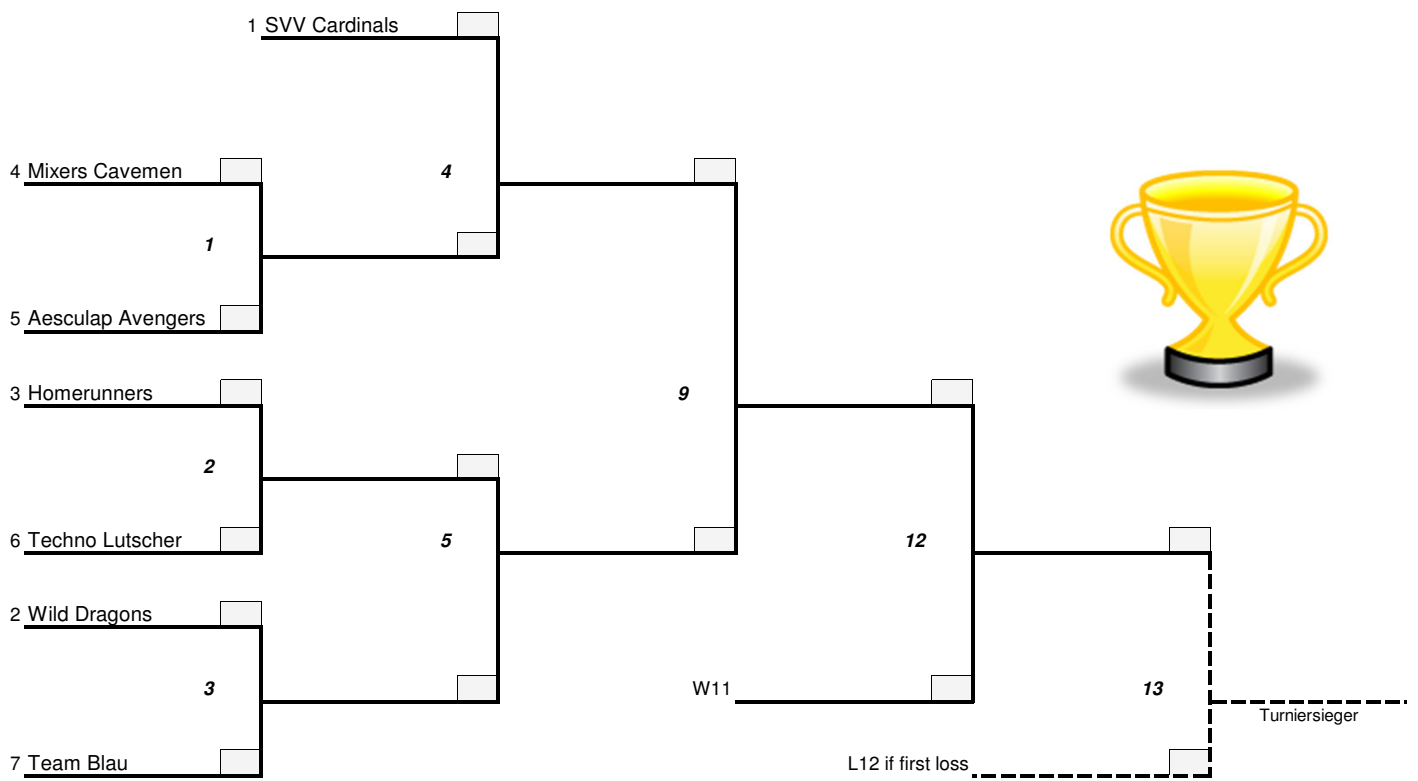 1 SVV Cardinals
4 Mixers Cavemen
4
1
5 Aesculap Avengers
3 Homerunners
9
2
6 Techno Lutscher
5
12
2 Wild Dragons
3
W11
13
Turniersieger
7 Team Blau
L12 if first loss